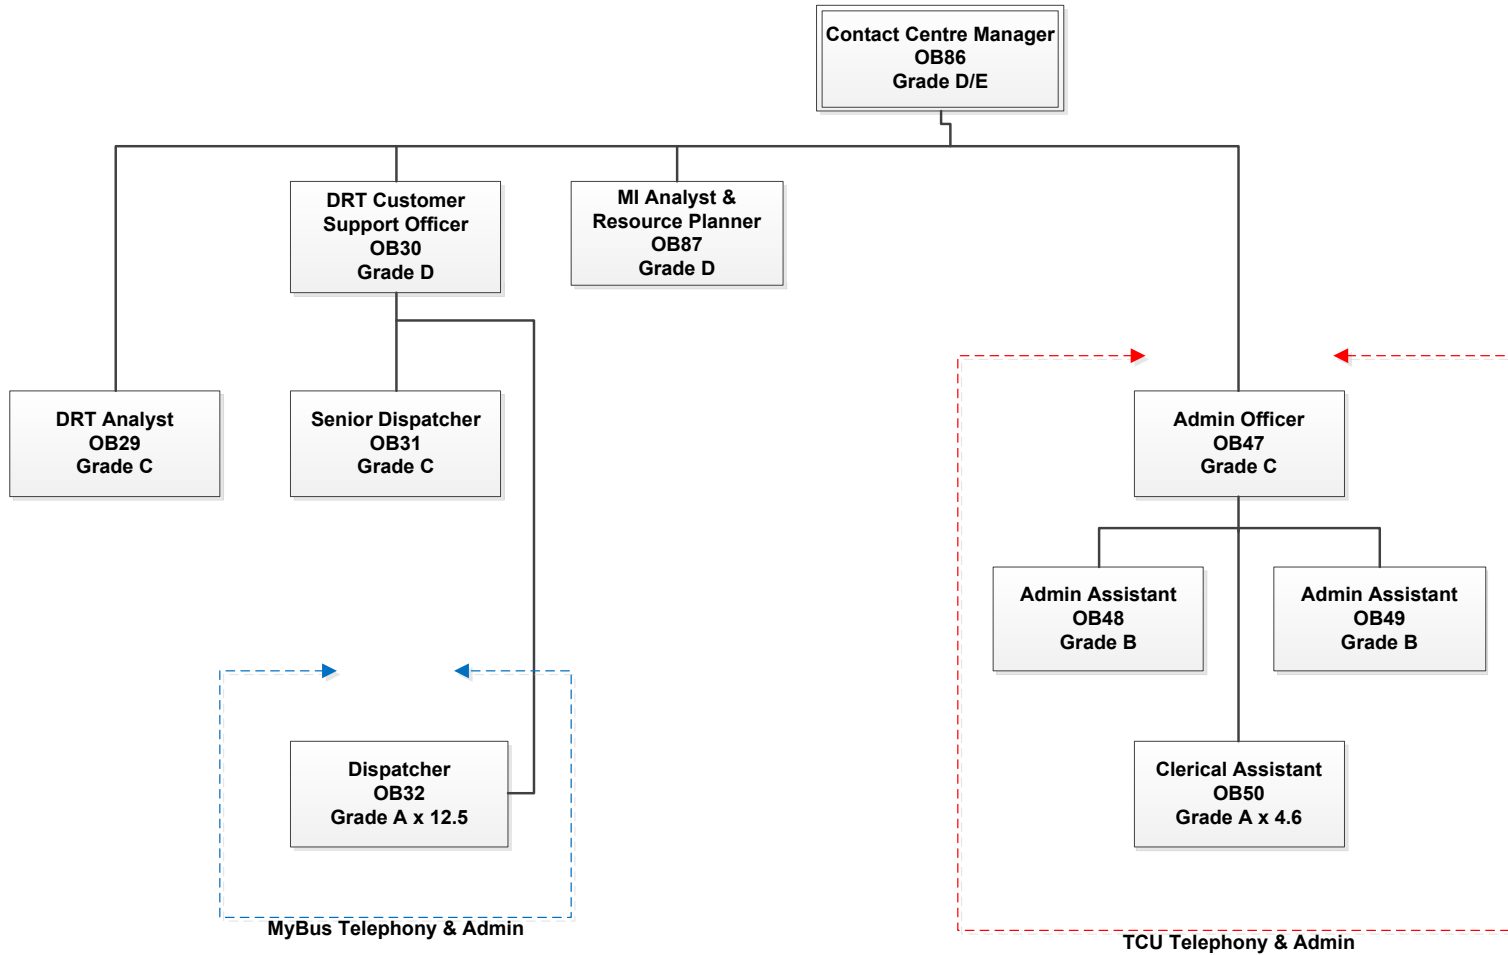 Contact Centre Manager
OB86
Grade D/E
DRT Customer
Support Officer
OB30
Grade D
MI Analyst &
Resource Planner
OB87
Grade D
DRT Analyst
OB29
Grade C
Senior Dispatcher
OB31
Grade C
Admin Officer
OB47
Grade C
Admin Assistant
OB48
Grade B
Admin Assistant
OB49
Grade B
Dispatcher
OB32
Grade A x 12.5
Clerical Assistant
OB50
Grade A x 4.6
MyBus Telephony & Admin
TCU Telephony & Admin